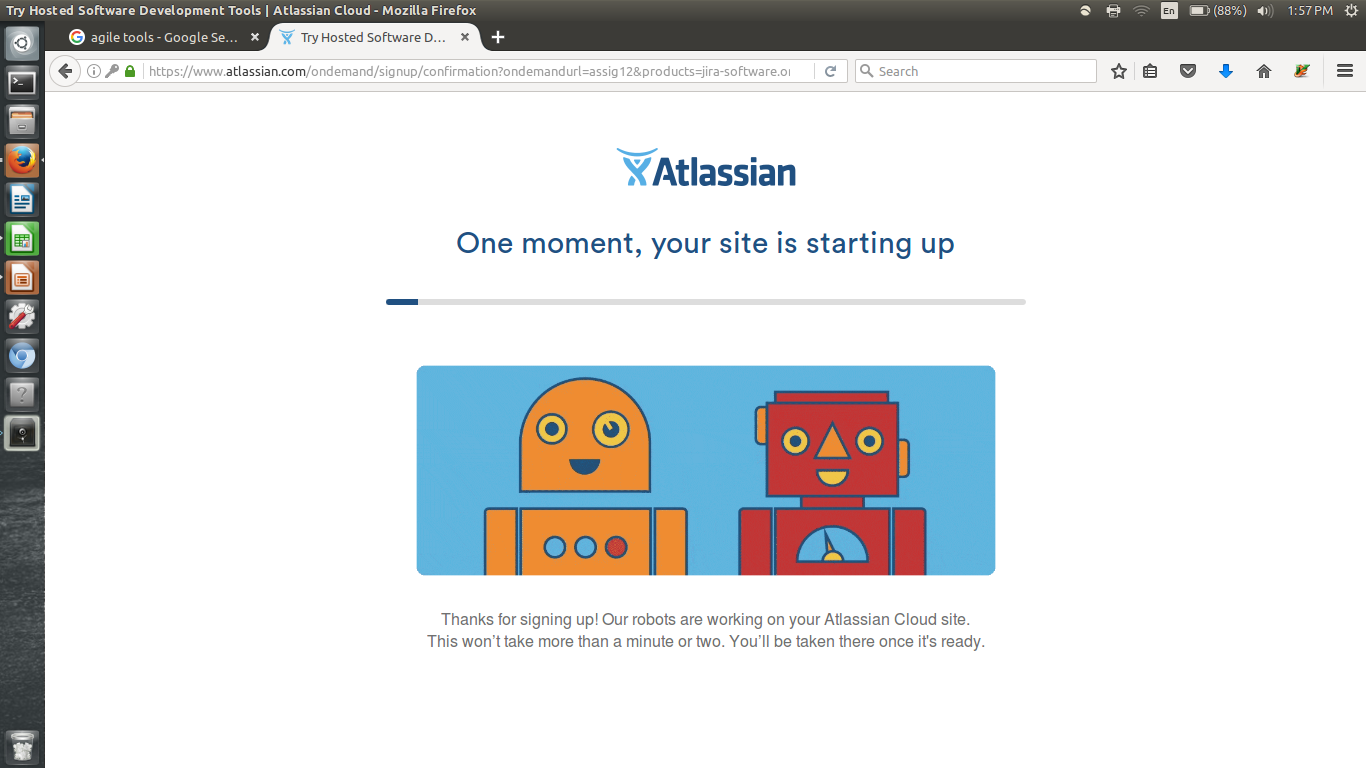 Try Hosted Software Development Tools | Atlassian Cloud - Mozilla Firefox
En
(88%)
1:57 PM
agile tools - Google Se...
Try Hosted Software D...
https://www.atlassian.com/ondemand/signup/confirmation?ondemandurl=assig12&products=jira-software.or
Search
Atlassian
One moment, your site is starting up
Thanks for signing up! Our robots are working on your Atlassian Cloud site.
This won’t take more than a minute or two. You’ll be taken there once it's ready.